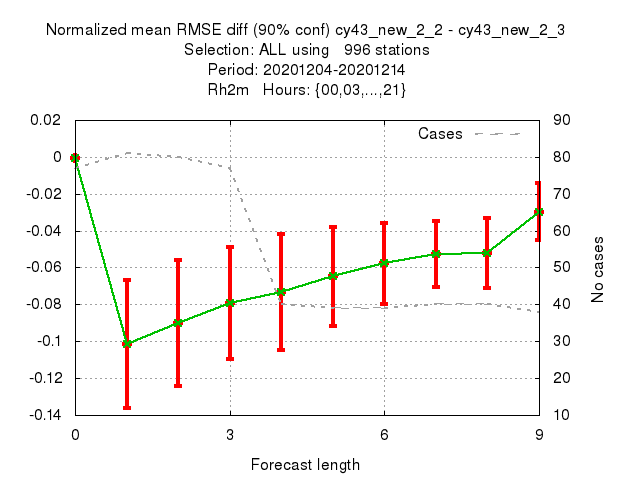 Normalized mean RMSE diff (90% conf) cy43_new_2_2 - cy43_new_2_3
Selection: ALL using 996 stations
Period: 20201204-20201214
Rh2m Hours: {00,03,...,21}
Cases
0.02
0
-0.02
-0.04
-0.06
-0.08
-0.1
-0.12
-0.14
90
80
70
60
50
40
30
20
10
No cases
0 3 6 9
Forecast length